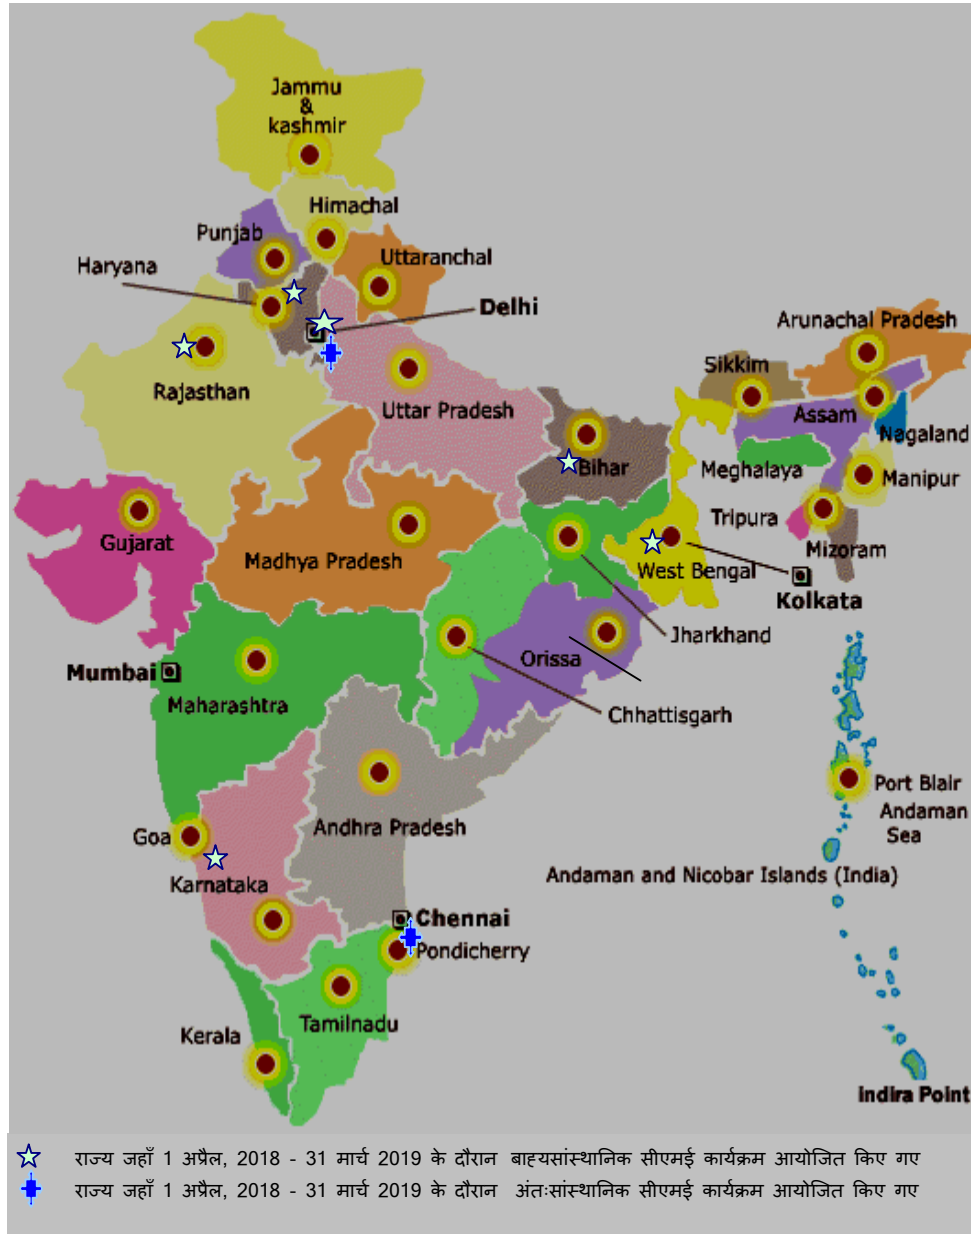 Jammu
&
kashmir
Himachal
Punjab
Uttaranchal
Haryana
Delhi
Arunachal Pradesh
Sikkim
Rajasthan
Uttar Pradesh
Assam
Nagaland
Bihar
Meghalaya
Manipur
Tripura
Gujarat
Mizoram
Madhya Pradesh
West Bengal
Kolkata
Jharkhand
Orissa
Mumbai
Maharashtra
Chhattisgarh
Port Blair
Andaman
Sea
Andhra Pradesh
Goa
Karnataka
Andaman and Nicobar Islands (India)
Chennai
Pondicherry
Tamilnadu
Kerala
Indira Point
राज्य जहाँ 1 अप्रैल, 2018 - 31 मार्च 2019 के दौरान बाह्यसांस्थानिक सीएमई कार्यक्रम आयोजित किए गए
राज्य जहाँ 1 अप्रैल, 2018 - 31 मार्च 2019 के दौरान अंतःसांस्थानिक सीएमई कार्यक्रम आयोजित किए गए